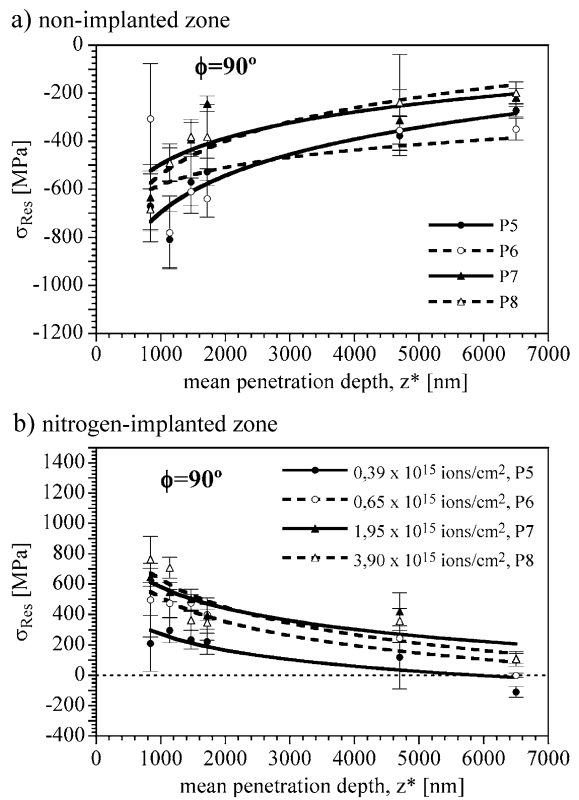 a) non-implanted zone
ϕ=90º
0
-200
-400
-600
-800
-1000
-1200
σRes [MPa]
P5
P6
P7
P8
0 1000 2000 3000 4000 5000 6000 7000
mean penetration depth, z* [nm]
b) nitrogen-implanted zone
ϕ=90º
1400
1200
1000
800
600
400
200
0
-200
-400
σRes [MPa]
0,39 x 10¹⁵ ions/cm², P5
0,65 x 10¹⁵ ions/cm², P6
1,95 x 10¹⁵ ions/cm², P7
3,90 x 10¹⁵ ions/cm², P8
0 1000 2000 3000 4000 5000 6000 7000
mean penetration depth, z* [nm]